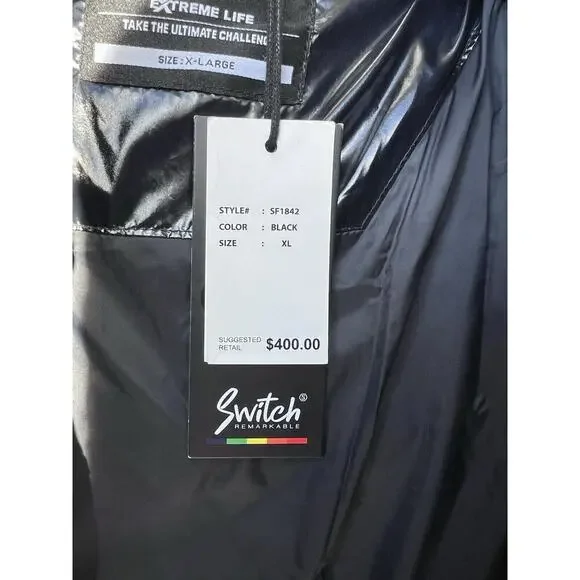 EXTREME LIFE
TAKE THE ULTIMATE CHALLENG
SIZE:X-LARGE
STYLE# : SF1842
COLOR : BLACK
SIZE : XL
SUGGESTED
RETAIL $400.00
Switch Ⓢ
REMARKABLE